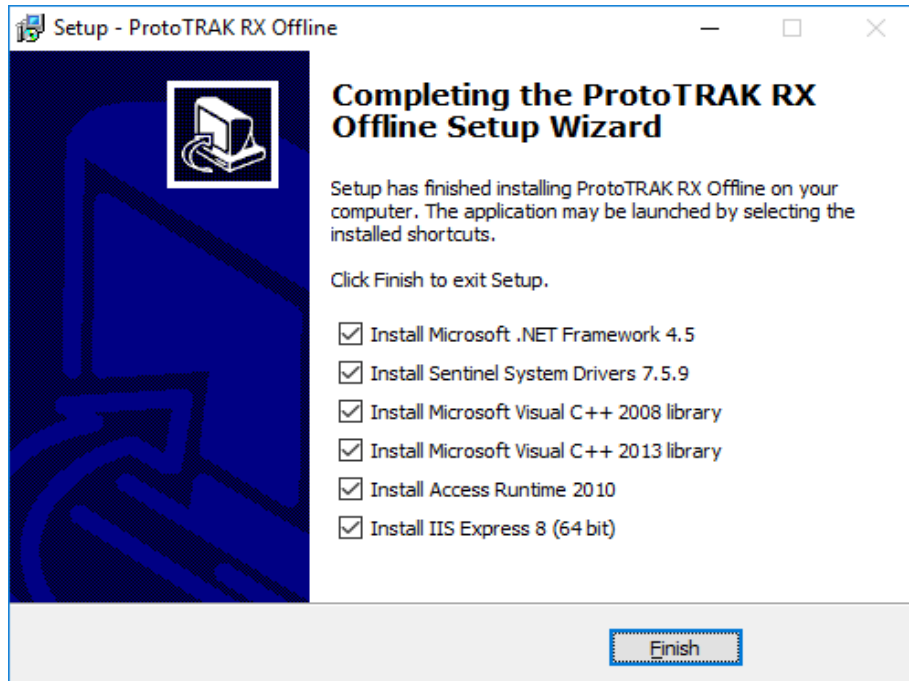 Setup - ProtoTRAK RX Offline
Completing the ProtoTRAK RX
Offline Setup Wizard
Setup has finished installing ProtoTRAK RX Offline on your
computer. The application may be launched by selecting the
installed shortcuts.
Click Finish to exit Setup.
Install Microsoft .NET Framework 4.5
Install Sentinel System Drivers 7.5.9
Install Microsoft Visual C++ 2008 library
Install Microsoft Visual C++ 2013 library
Install Access Runtime 2010
Install IIS Express 8 (64 bit)
Finish